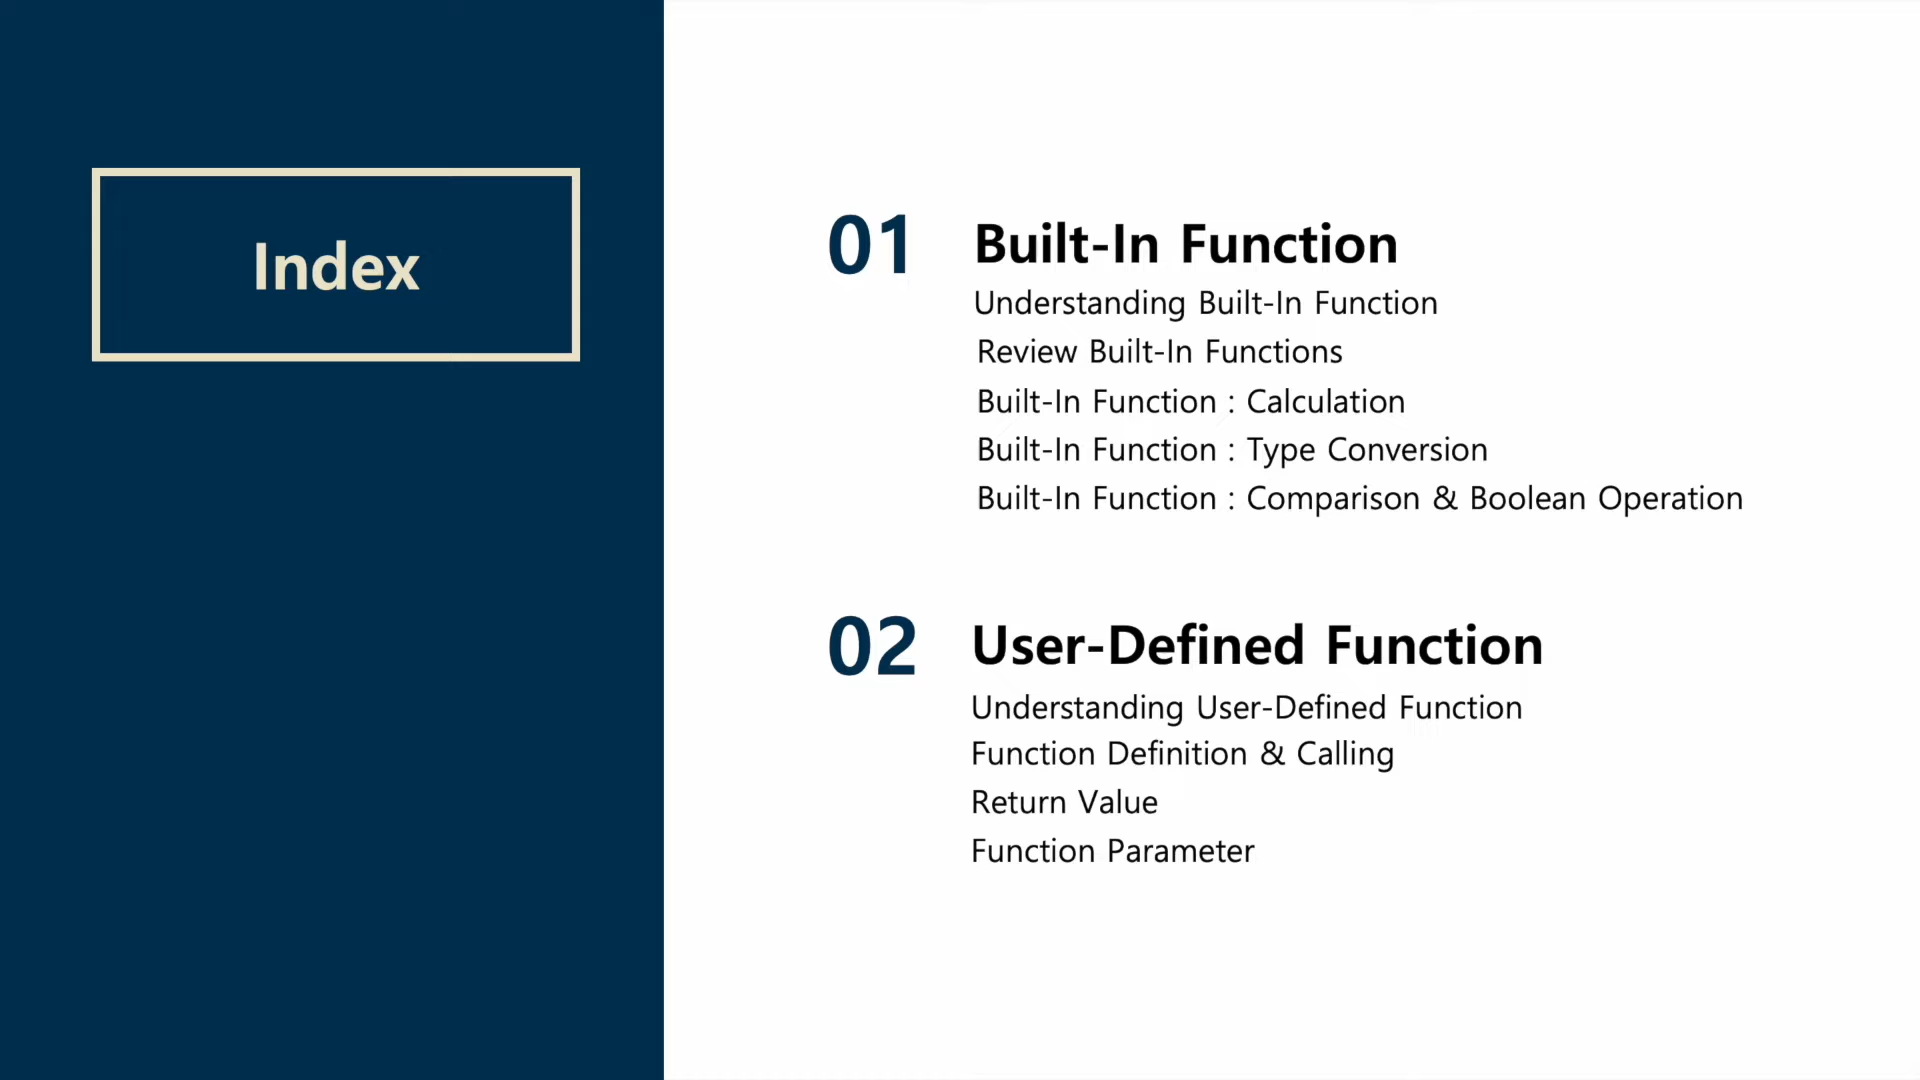 Index
01 Built-In Function
Understanding Built-In Function
Review Built-In Functions
Built-In Function : Calculation
Built-In Function : Type Conversion
Built-In Function : Comparison & Boolean Operation
02 User-Defined Function
Understanding User-Defined Function
Function Definition & Calling
Return Value
Function Parameter